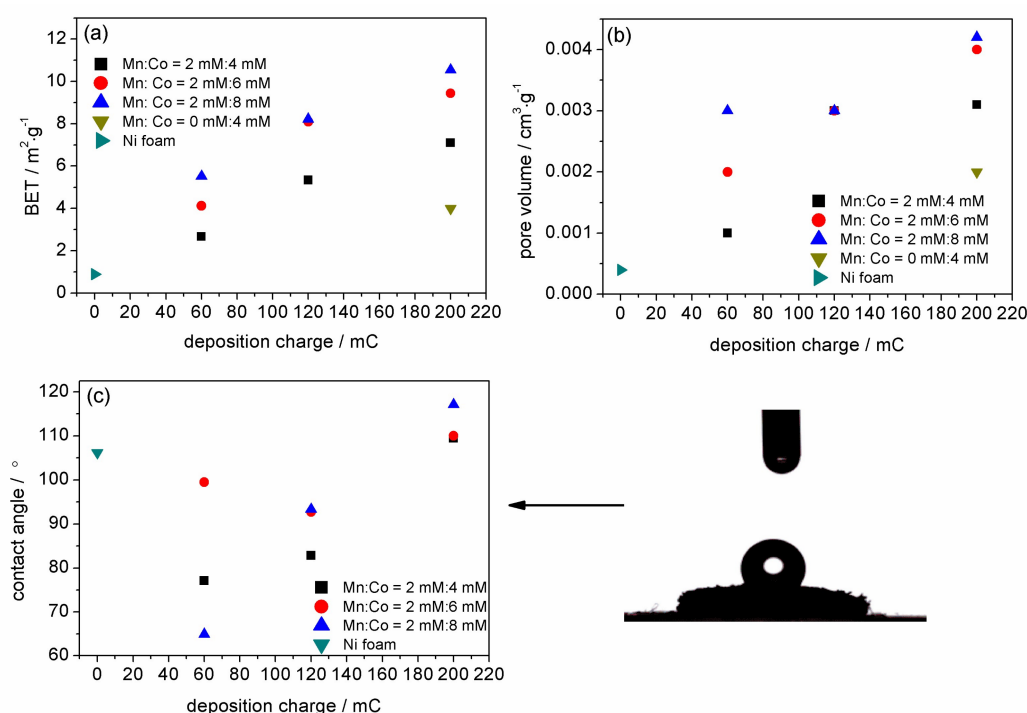 (a)
Mn:Co = 2 mM:4 mM
Mn: Co = 2 mM:6 mM
Mn: Co = 2 mM:8 mM
Mn: Co = 0 mM:4 mM
Ni foam
12
10
8
6
4
2
0
BET / m²·g⁻¹
0 20 40 60 80 100 120 140 160 180 200 220
deposition charge / mC
(b)
0.004
0.003
0.002
0.001
0.000
pore volume / cm³·g⁻¹
Mn:Co = 2 mM:4 mM
Mn: Co = 2 mM:6 mM
Mn: Co = 2 mM:8 mM
Mn: Co = 0 mM:4 mM
Ni foam
0 20 40 60 80 100 120 140 160 180 200 220
deposition charge / mC
(c)
120
110
100
90
80
70
60
contact angle / °
Mn:Co = 2 mM:4 mM
Mn:Co = 2 mM:6 mM
Mn:Co = 2 mM:8 mM
Ni foam
0 20 40 60 80 100 120 140 160 180 200 220
deposition charge / mC